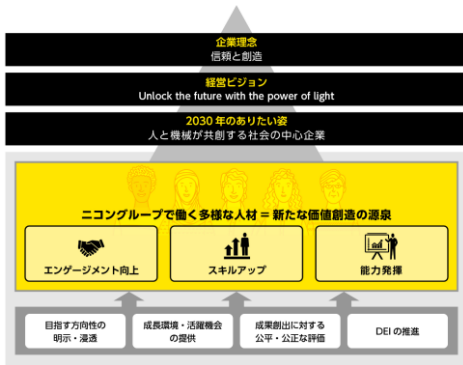 企業理念
信頼と創造
経営ビジョン
Unlock the future with the power of light
2030年のありたい姿
人と機械が共創する社会の中心企業
ニコングループで働く多様な人材 = 新たな価値創造の源泉
エンゲージメント向上
スキルアップ
能力発揮
目指す方向性の
明示・浸透
成長環境・活躍機会
の提供
成果創出に対する
公平・公正な評価
DEIの推進